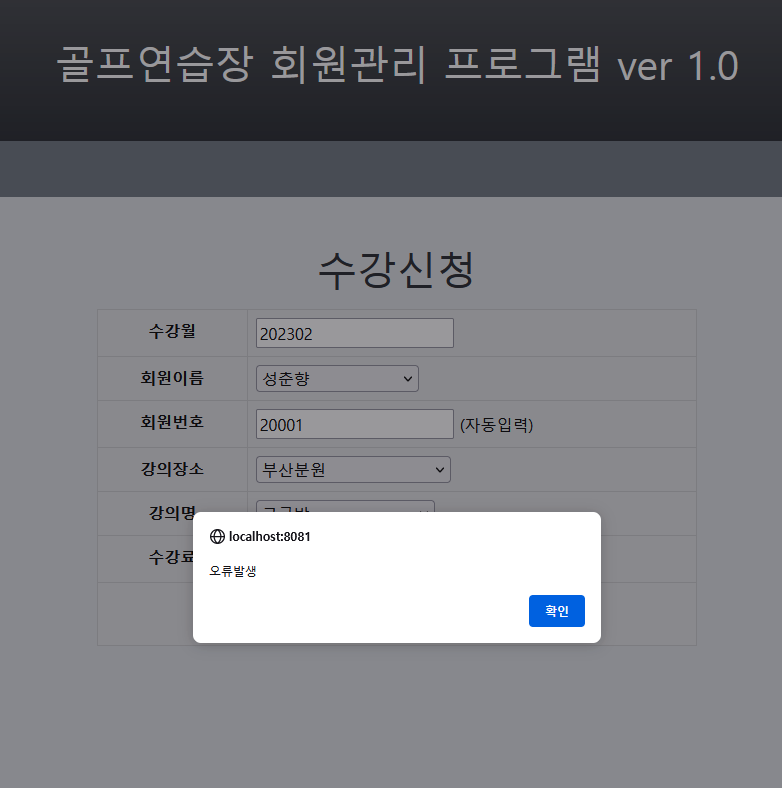 골프연습장 회원관리 프로그램 ver 1.0
수강신청
수강월 202302
회원이름 성춘향
회원번호 20001 (자동입력)
강의장소 부산분원
강의명
수강료
localhost:8081
오류발생
확인